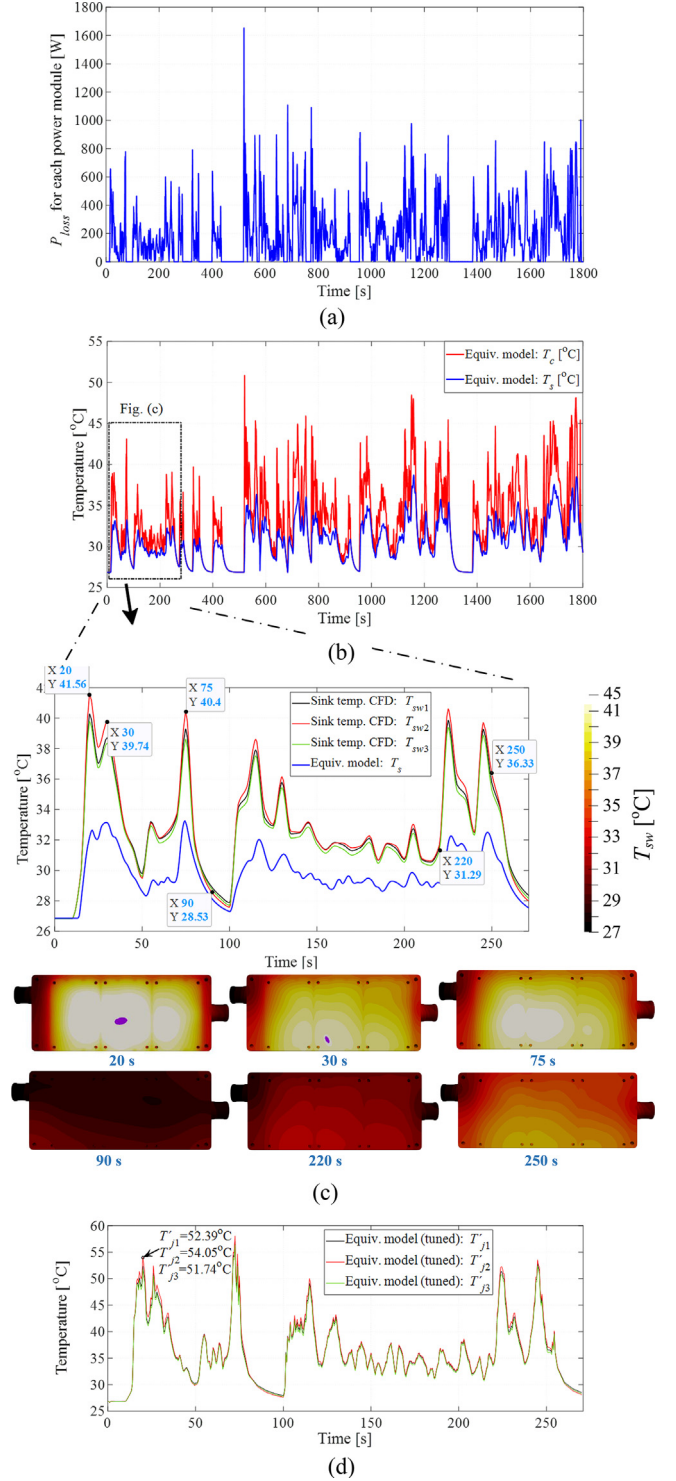 P_loss for each power module [W]
1800
1600
1400
1200
1000
800
600
400
200
0
0 200 400 600 800 1000 1200 1400 1600 1800
Time [s]
(a)
Temperature [°C]
55
50
45
40
35
30
25
Equiv. model: T_c [°C]
Equiv. model: T_s [°C]
Fig. (c)
0 200 400 600 800 1000 1200 1400 1600 1800
Time [s]
(b)
Temperature [°C]
40
38
36
34
32
30
28
26
X 20
Y 41.56
X 30
Y 39.74
X 75
Y 40.4
X 90
Y 28.53
X 220
Y 31.29
X 250
Y 36.33
Sink temp. CFD: T_sw1
Sink temp. CFD: T_sw2
Sink temp. CFD: T_sw3
Equiv. model: T_s
0 50 100 150 200 250
Time [s]
45
44
41
39
37
35
33
31
29
27
T_sw [°C]
20 s
30 s
75 s
90 s
220 s
250 s
(c)
Temperature [°C]
60
55
50
45
40
35
30
25
T′_j1=52.39°C
T′_j2=54.05°C
T′_j3=51.74°C
Equiv. model (tuned): T′_j1
Equiv. model (tuned): T′_j2
Equiv. model (tuned): T′_j3
0 50 100 150 200 250
Time [s]
(d)